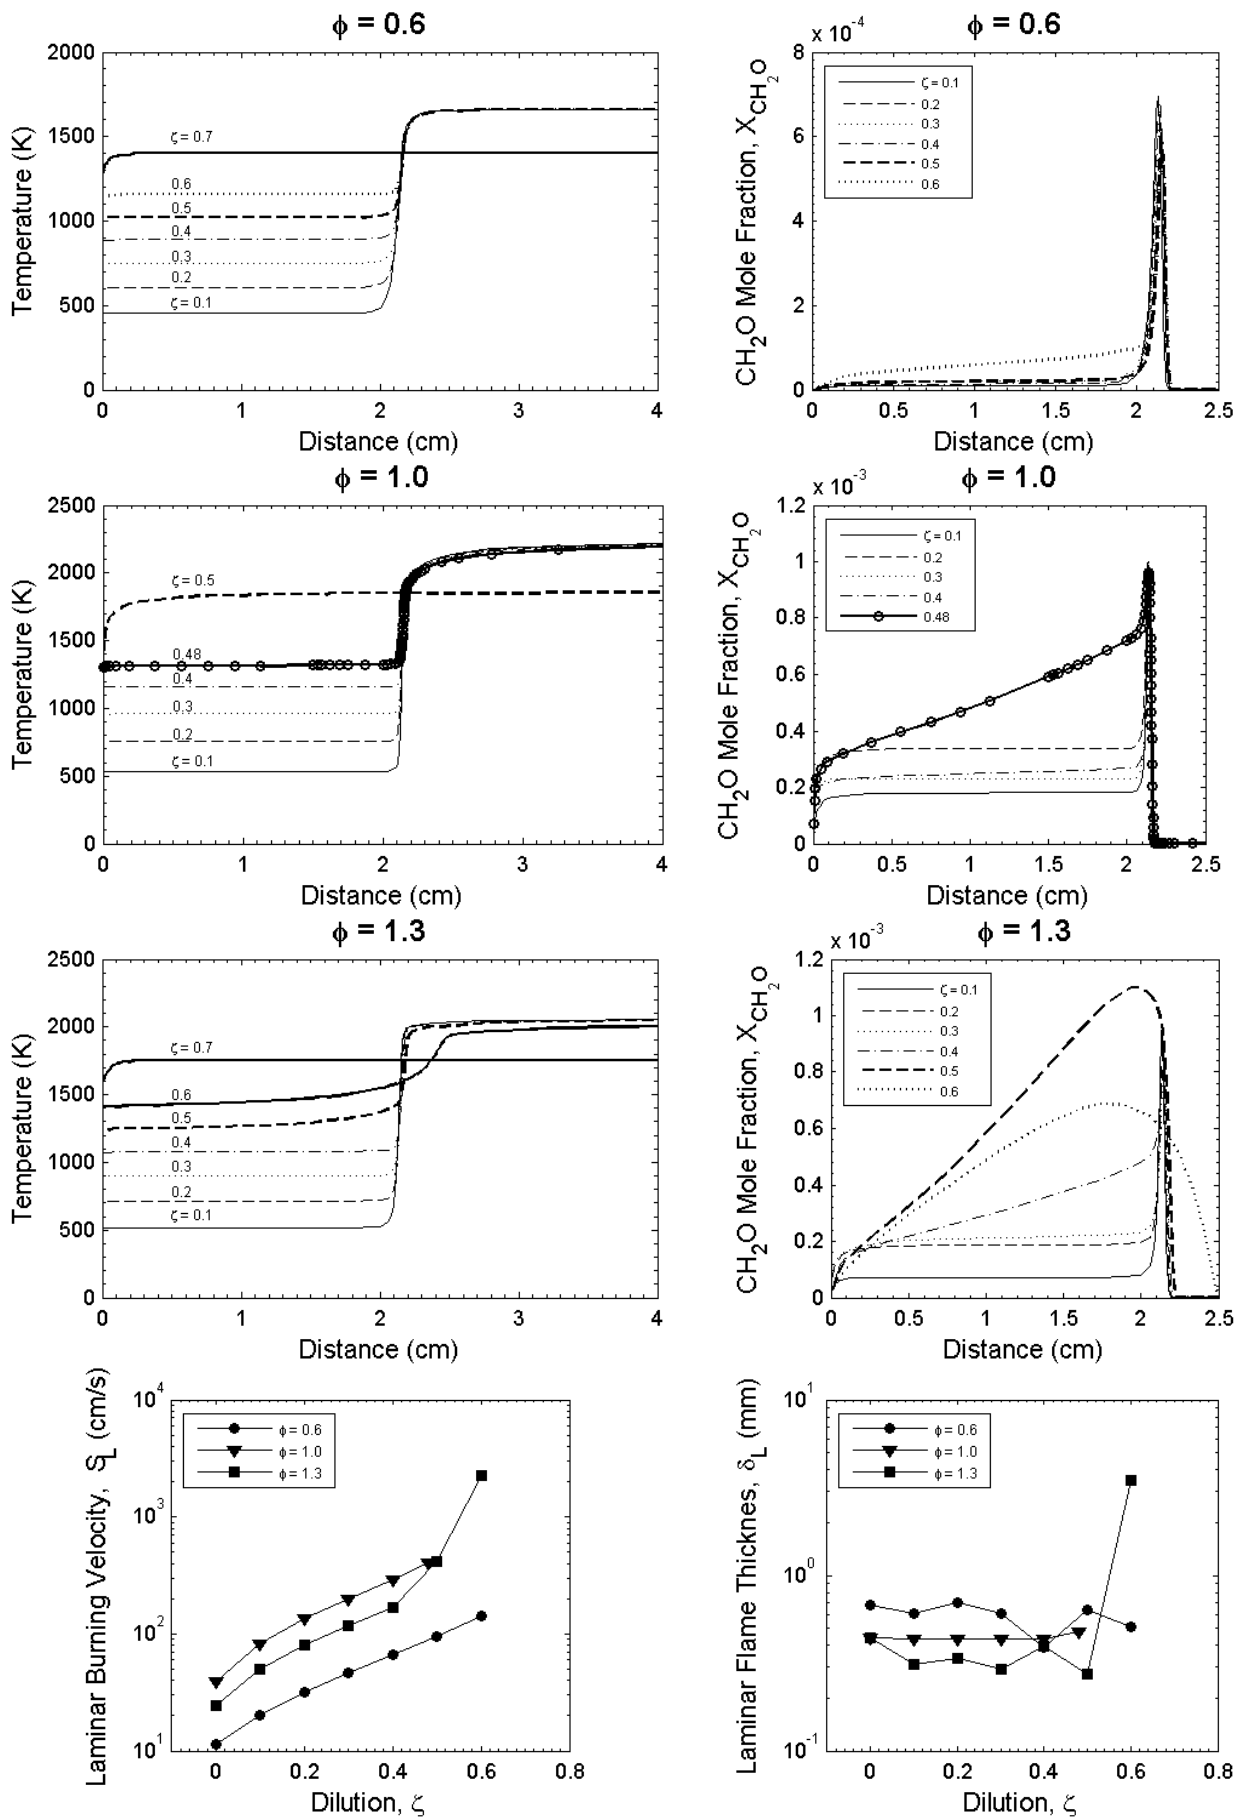 ϕ = 0.6
2000
1500
1000
500
0
Temperature (K)
ζ = 0.7
0.6
0.5
0.4
0.3
0.2
ζ = 0.1
0 1 2 3 4
Distance (cm)
ϕ = 0.6
x 10⁻⁴
8
6
4
2
0
CH₂O Mole Fraction, X_CH₂O
ζ = 0.1
0.2
0.3
0.4
0.5
0.6
0 0.5 1 1.5 2 2.5
Distance (cm)
ϕ = 1.0
2500
2000
1500
1000
500
0
Temperature (K)
ζ = 0.5
0.48
0.4
0.3
0.2
ζ = 0.1
0 1 2 3 4
Distance (cm)
ϕ = 1.0
x 10⁻³
1.2
1
0.8
0.6
0.4
0.2
0
CH₂O Mole Fraction, X_CH₂O
ζ = 0.1
0.2
0.3
0.4
0.48
0 0.5 1 1.5 2 2.5
Distance (cm)
ϕ = 1.3
2500
2000
1500
1000
500
0
Temperature (K)
ζ = 0.7
0.6
0.5
0.4
0.3
0.2
ζ = 0.1
0 1 2 3 4
Distance (cm)
ϕ = 1.3
x 10⁻³
1.2
1
0.8
0.6
0.4
0.2
0
CH₂O Mole Fraction, X_CH₂O
ζ = 0.1
0.2
0.3
0.4
0.5
0.6
0 0.5 1 1.5 2 2.5
Distance (cm)
10⁴
10³
10²
10¹
Laminar Burning Velocity, S_L (cm/s)
ϕ = 0.6
ϕ = 1.0
ϕ = 1.3
0 0.2 0.4 0.6 0.8
Dilution, ζ
10¹
10⁰
10⁻¹
Laminar Flame Thicknes, δ_L (mm)
ϕ = 0.6
ϕ = 1.0
ϕ = 1.3
0 0.2 0.4 0.6 0.8
Dilution, ζ